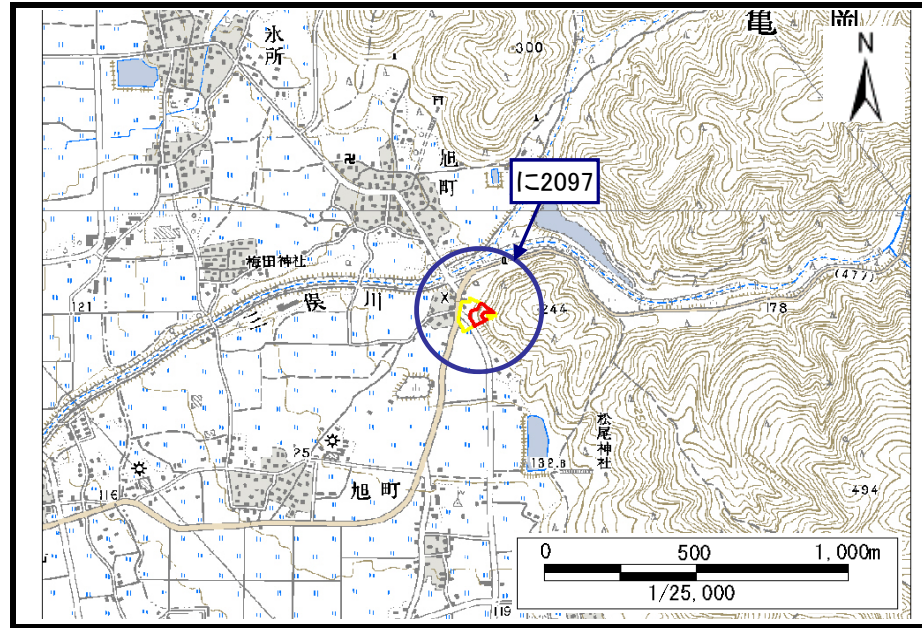 亀岡
N
氷所
300
旭町
に2097
梅田神社
三俣川
121
244
(477)
178
松尾神社
132.8
25
旭町
116
494
119
0 500 1,000m
1/25,000